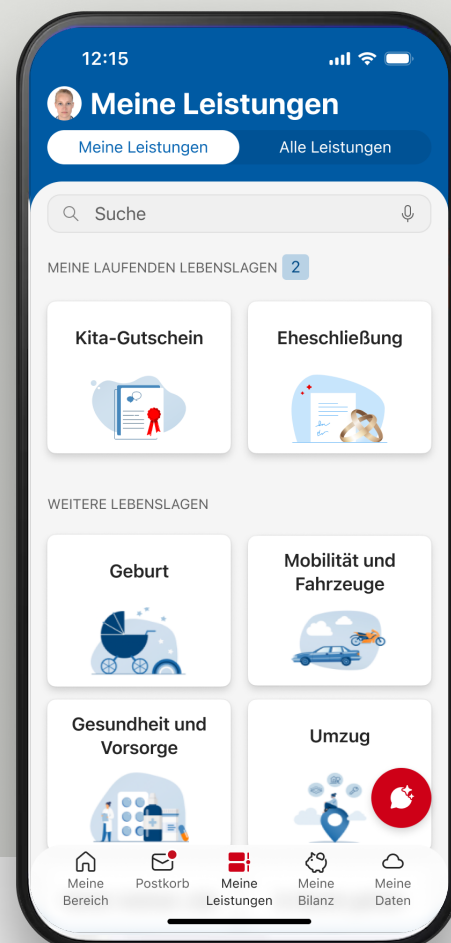 12:15
Meine Leistungen
Meine Leistungen Alle Leistungen
Suche
MEINE LAUFENDEN LEBENSLAGEN 2
Kita-Gutschein
Eheschließung
WEITERE LEBENSLAGEN
Geburt
Mobilität und
Fahrzeuge
Gesundheit und
Vorsorge
Umzug
Meine
Bereich
Postkorb
Meine
Leistungen
Meine
Bilanz
Meine
Daten